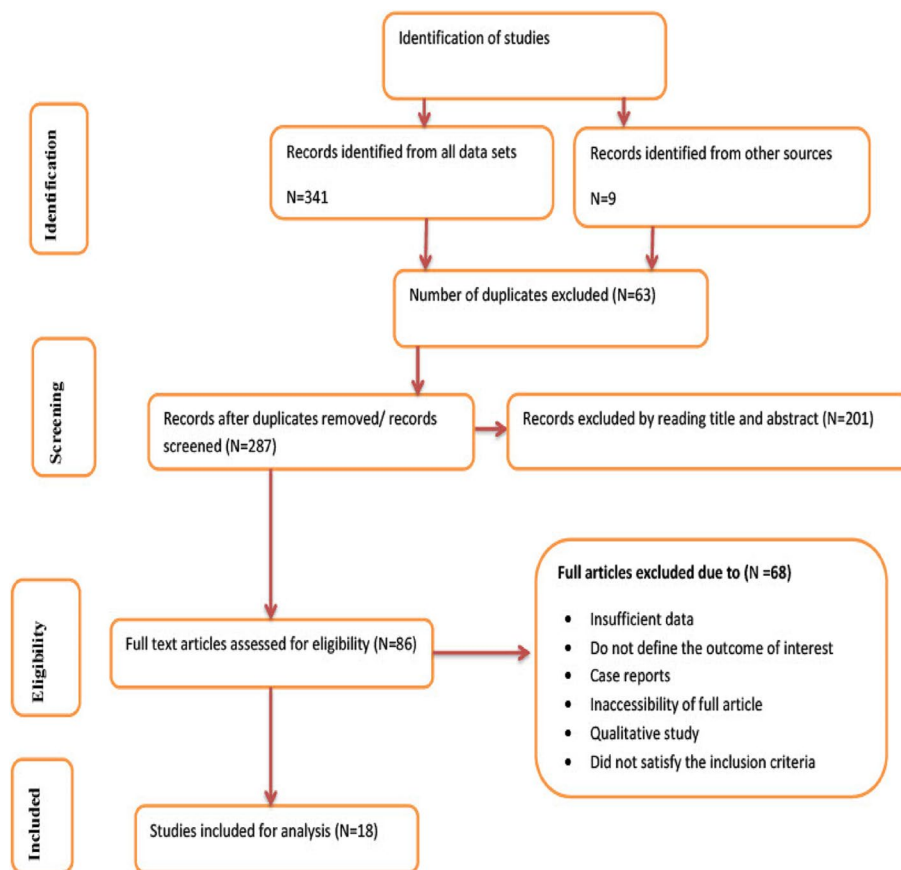 Identification of studies
Identification
Records identified from all data sets
N=341
Records identified from other sources
N=9
Number of duplicates excluded (N=63)
Screening
Records after duplicates removed/ records
screened (N=287)
Records excluded by reading title and abstract (N=201)
Eligibility
Full text articles assessed for eligibility (N=86)
Full articles excluded due to (N =68)
• Insufficient data
• Do not define the outcome of interest
• Case reports
• Inaccessibility of full article
• Qualitative study
• Did not satisfy the inclusion criteria
Included
Studies included for analysis (N=18)